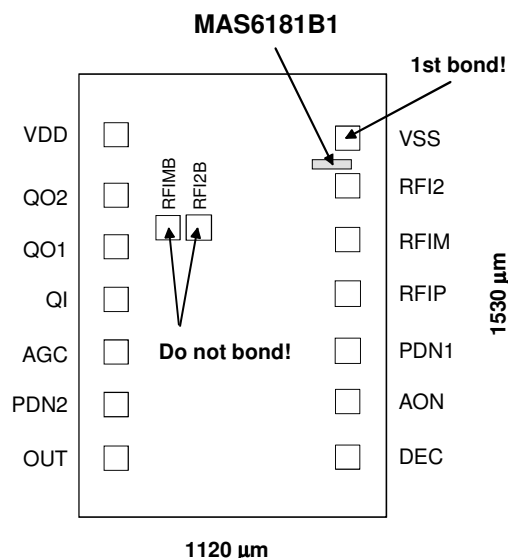 MAS6181B1
1st bond!
VDD
VSS
QO2
RFIMB
RFI2B
RFI2
QO1
RFIM
QI
RFIP
1530 µm
AGC
Do not bond!
PDN1
PDN2
AON
OUT
DEC
1120 µm